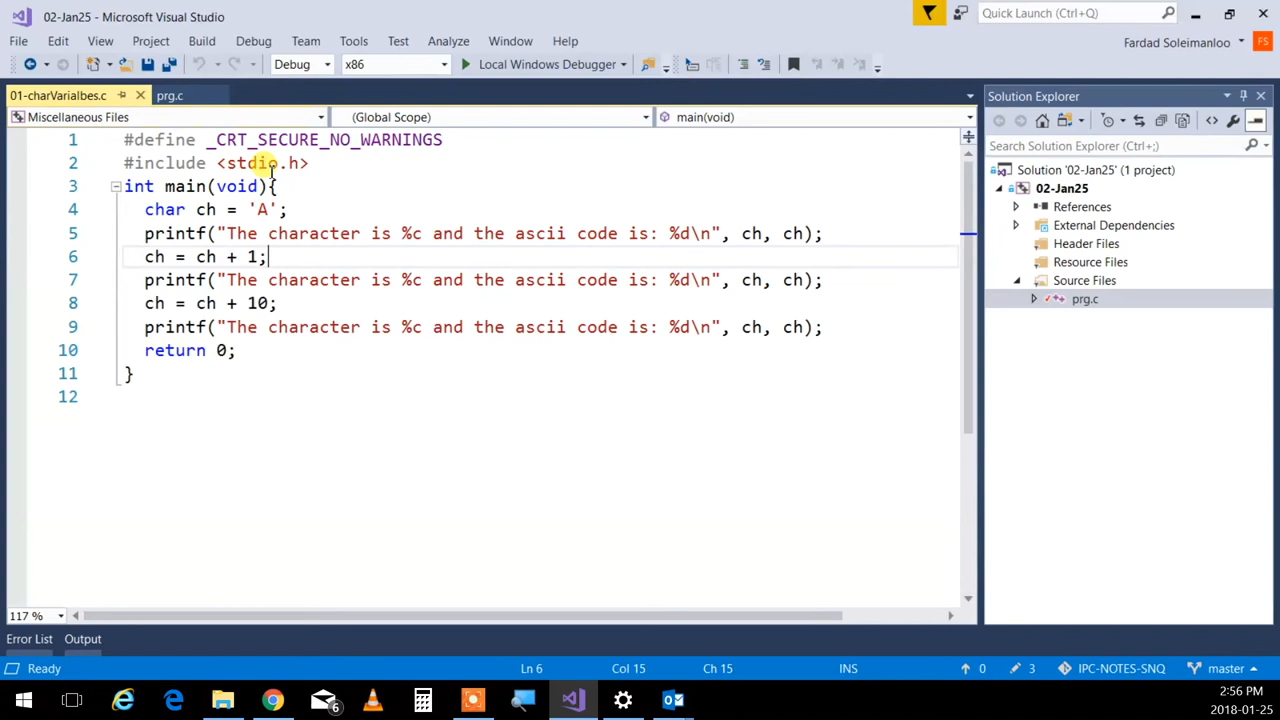 02-Jan25 - Microsoft Visual Studio
Quick Launch (Ctrl+Q)
File Edit View Project Build Debug Team Tools Test Analyze Window Help
Fardad Soleimanloo
FS
Debug x86 Local Windows Debugger
01-charVarialbes.c prg.c
Solution Explorer
Miscellaneous Files (Global Scope) main(void)
Search Solution Explorer (Ctrl+;)
Solution '02-Jan25' (1 project)
02-Jan25
References
External Dependencies
Header Files
Resource Files
Source Files
prg.c
1 #define _CRT_SECURE_NO_WARNINGS
2 #include <stdio.h>
3 int main(void){
4 char ch = 'A';
5 printf("The character is %c and the ascii code is: %d\n", ch, ch);
6 ch = ch + 1;
7 printf("The character is %c and the ascii code is: %d\n", ch, ch);
8 ch = ch + 10;
9 printf("The character is %c and the ascii code is: %d\n", ch, ch);
10 return 0;
11 }
12
117 %
Error List Output
Ready Ln 6 Col 15 Ch 15 INS 0 3 IPC-NOTES-SNQ master
6
2:56 PM
2018-01-25